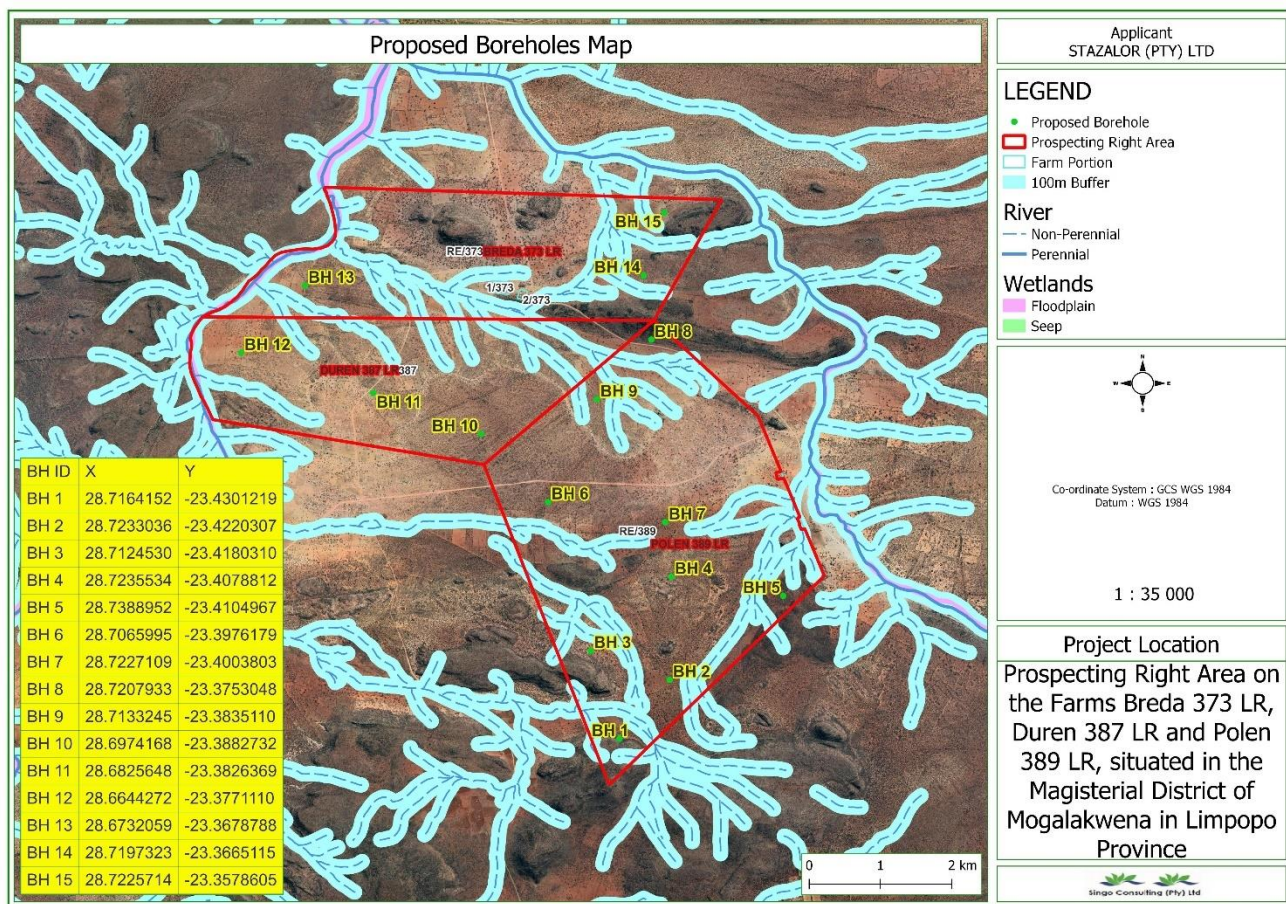 Proposed Boreholes Map
Applicant
STAZALOR (PTY) LTD
LEGEND
Proposed Borehole
Prospecting Right Area
Farm Portion
100m Buffer
River
Non-Perennial
Perennial
Wetlands
Floodplain
Seep
N
W E
S
Co-ordinate System : GCS WGS 1984
Datum : WGS 1984
1 : 35 000
Project Location
Prospecting Right Area on
the Farms Breda 373 LR,
Duren 387 LR and Polen
389 LR, situated in the
Magisterial District of
Mogalakwena in Limpopo
Province
Singo Consulting (Pty) Ltd
BH 15
RE/373 BREDA 373 LR
BH 14
BH 13
1/373
2/373
BH 8
BH 12
DUREN 387 LR 387
BH 11
BH 9
BH 10
BH 6
BH 7
RE/389
POLEN 389 LR
BH 4
BH 5
BH 3
BH 2
BH 1
BH ID X Y
BH 1 28.7164152 -23.4301219
BH 2 28.7233036 -23.4220307
BH 3 28.7124530 -23.4180310
BH 4 28.7235534 -23.4078812
BH 5 28.7388952 -23.4104967
BH 6 28.7065995 -23.3976179
BH 7 28.7227109 -23.4003803
BH 8 28.7207933 -23.3753048
BH 9 28.7133245 -23.3835110
BH 10 28.6974168 -23.3882732
BH 11 28.6825648 -23.3826369
BH 12 28.6644272 -23.3771110
BH 13 28.6732059 -23.3678788
BH 14 28.7197323 -23.3665115
BH 15 28.7225714 -23.3578605
0 1 2 km